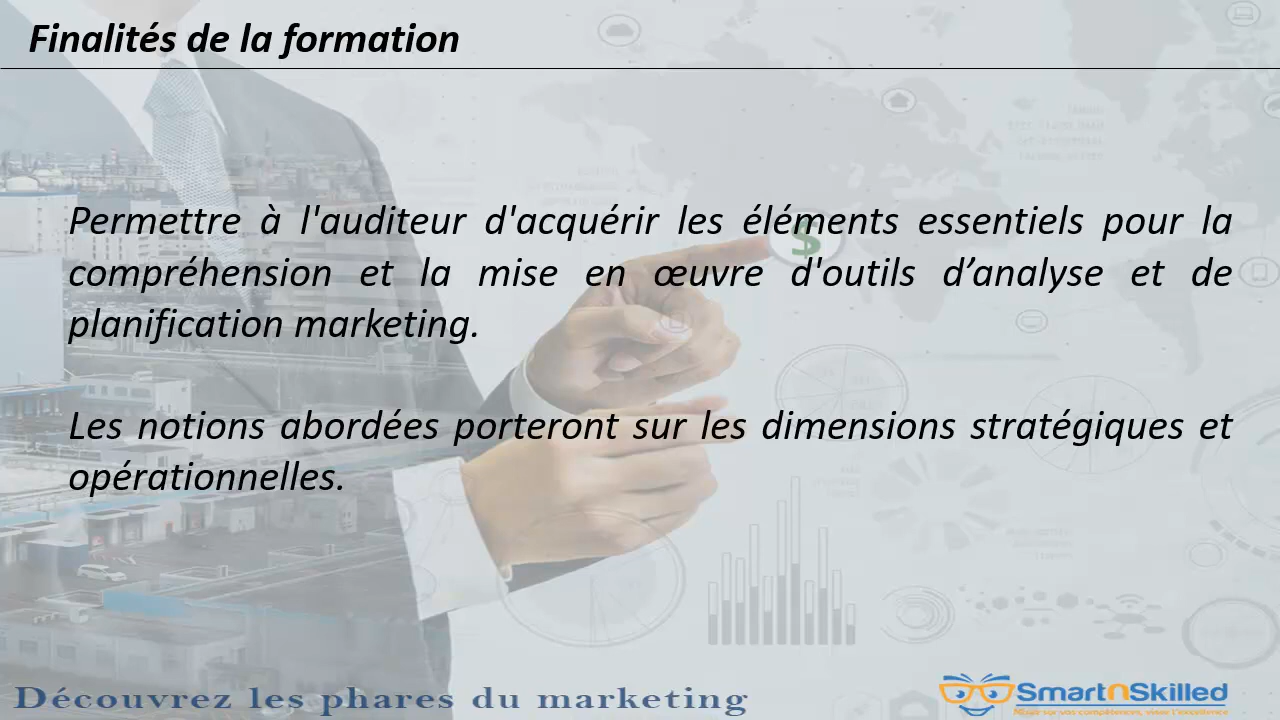 Finalités de la formation
Permettre à l'auditeur d'acquérir les éléments essentiels pour la
compréhension et la mise en œuvre d'outils d’analyse et de
planification marketing.
Les notions abordées porteront sur les dimensions stratégiques et
opérationnelles.
Découvrez les phares du marketing
SmartnSkilled